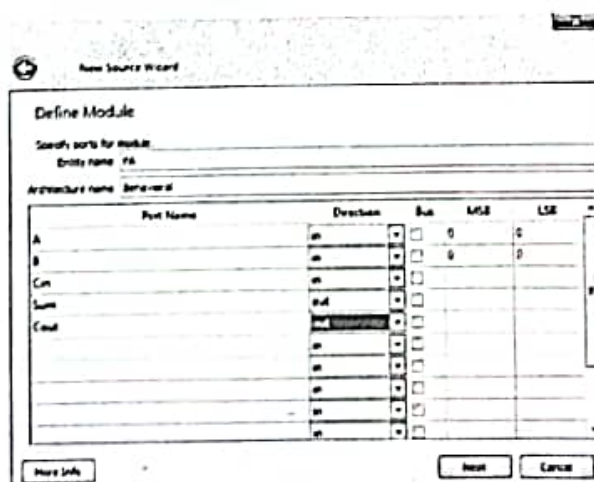 New Source Wizard
Define Module
Specify ports for module.
Entity name FA
Architecture name Behavioral
Port Name Direction Bus MSB LSB
A in 0 0
B in 0 0
Cin in
Sum out
Cout out
in
in
in
in
in
More Info Next Cancel